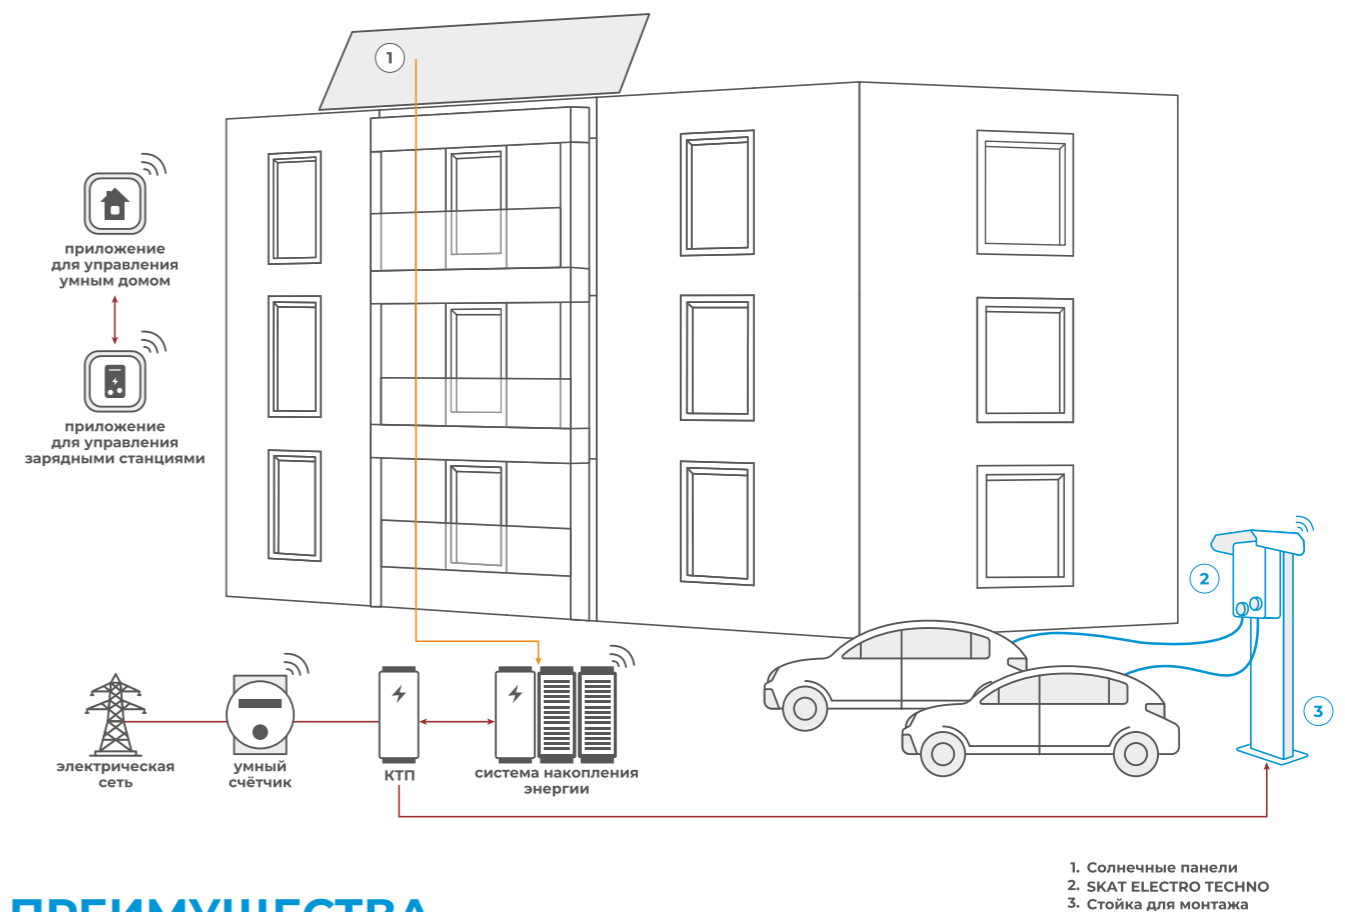 1
приложение
для управления
умным домом
приложение
для управления
зарядными станциями
2
3
электрическая
сеть
умный
счётчик
КТП
система накопления
энергии
1. Солнечные панели
2. SKAT ELECTRO TECHNO
3. Стойка для монтажа
ПРЕИМУЩЕСТВА